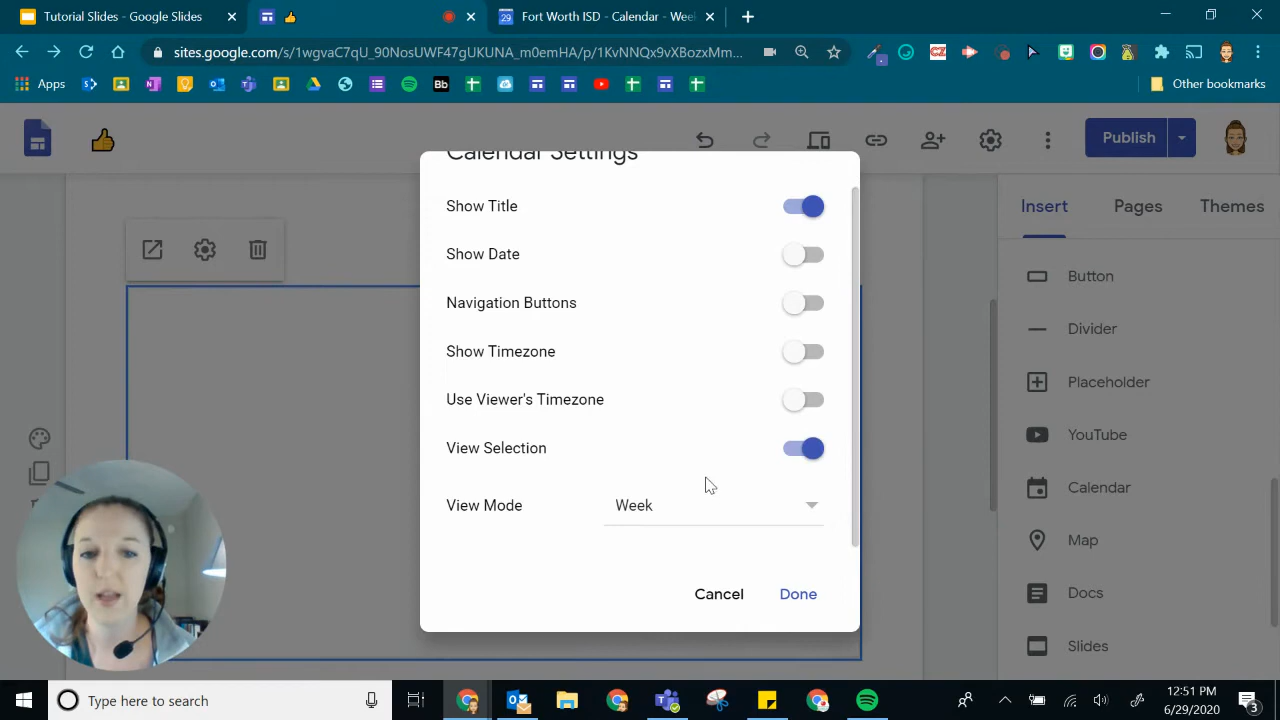 Tutorial Slides - Google Slides
Fort Worth ISD - Calendar - Wee
sites.google.com/s/1wgvaC7qU_90NosUWF47gUKUNA_m0emHA/p/1KvNNQx9vXBozxMm...
Apps
Bb
Other bookmarks
Publish
Calendar Settings
Show Title
Show Date
Navigation Buttons
Show Timezone
Use Viewer's Timezone
View Selection
View Mode
Week
Cancel
Done
Insert
Pages
Themes
Button
Divider
Placeholder
YouTube
Calendar
Map
Docs
Slides
Type here to search
12:51 PM
6/29/2020
3